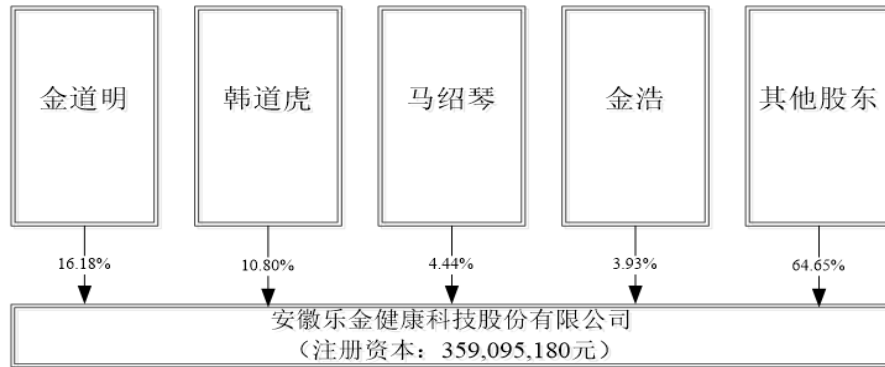 金道明
韩道虎
马绍琴
金浩
其他股东
16.18%
10.80%
4.44%
3.93%
64.65%
安徽乐金健康科技股份有限公司
（注册资本：359,095,180元）